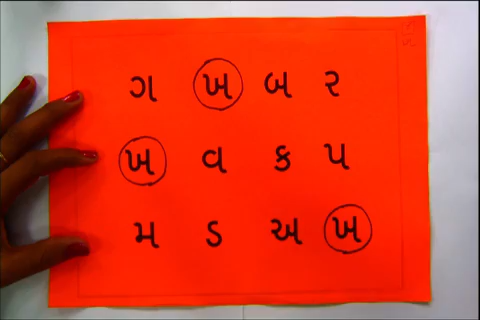 ગ ખ બ ર
ખ વ ક પ
મ ડ અ ખ